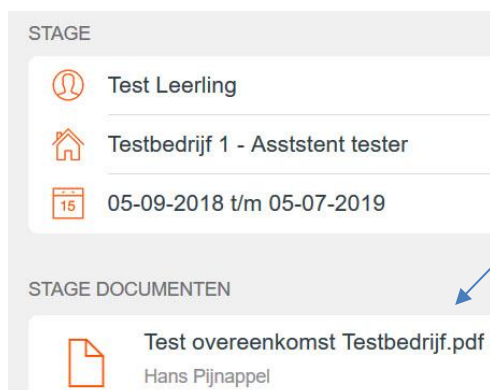 STAGE
Test Leerling
Testbedrijf 1 - Asststent tester
15
05-09-2018 t/m 05-07-2019
STAGE DOCUMENTEN
Test overeenkomst Testbedrijf.pdf
Hans Pijnappel